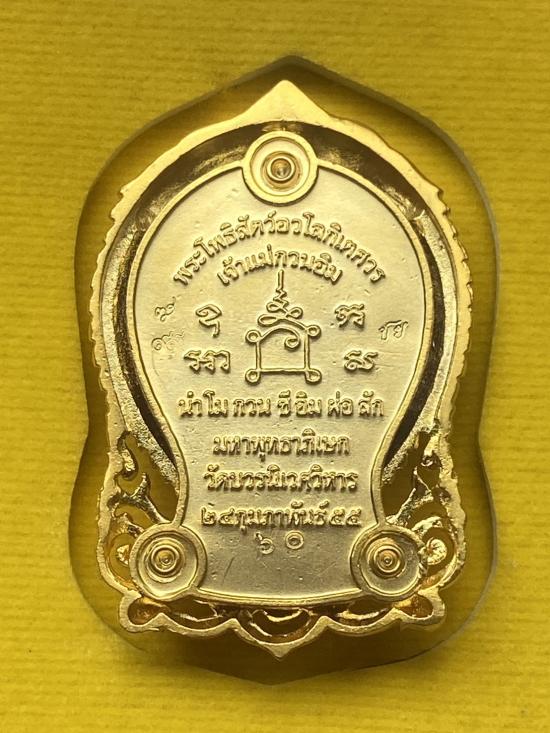 พระโพธิสัตว์อวโลกิเตศวร
เจ้าแม่กวนอิม
นำ โม กวน ซี อิม ผ่อ สัก
มหาพุทธาภิเษก
วัดบวรนิเวศวิหาร
๒๔กุมภาพันธ์๕๕
๖๐